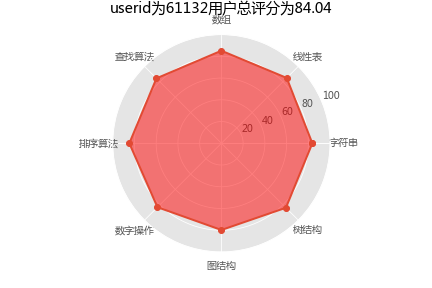 userid为61132用户总评分为84.04
数组
查找算法
线性表
100
80
60
40
20
排序算法
字符串
数字操作
树结构
图结构